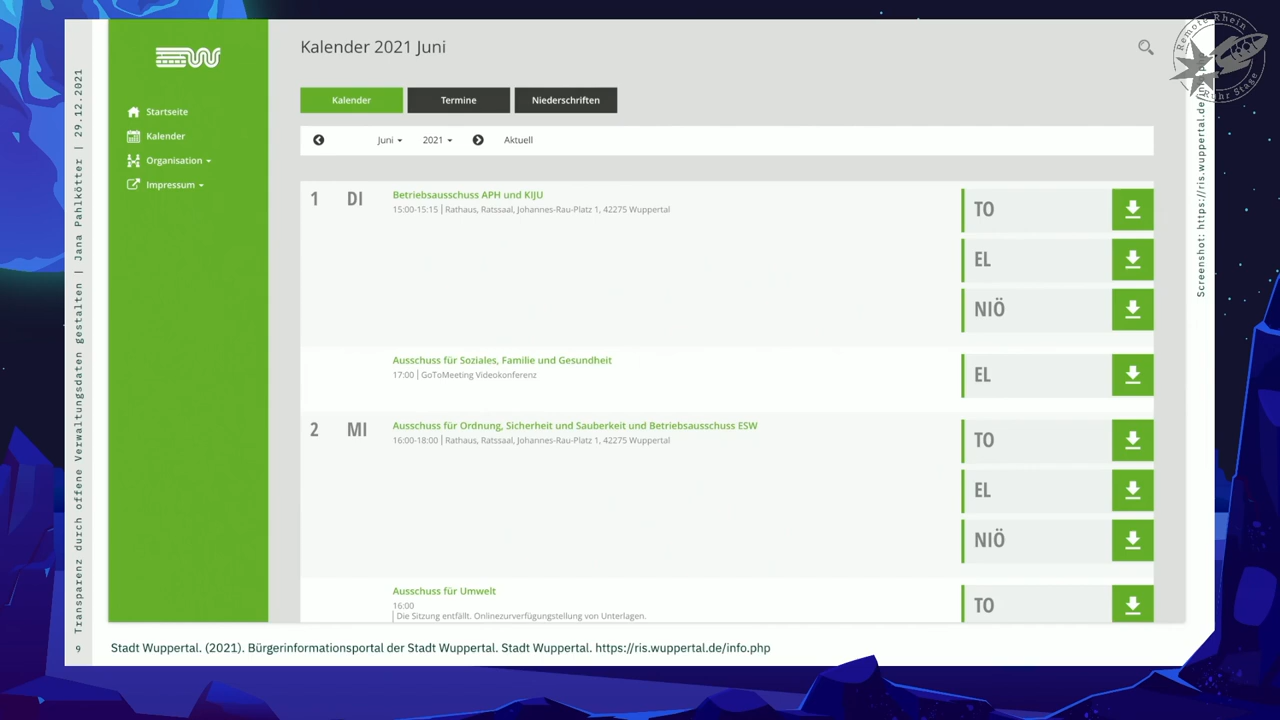 Transparenz durch offene Verwaltungsdaten gestalten | Jana Pahlkötter | 29.12.2021
9
Startseite
Kalender
Organisation
Impressum
Kalender 2021 Juni
Kalender
Termine
Niederschriften
Juni
2021
Aktuell
1 DI
Betriebsausschuss APH und KIJU
15:00-15:15 | Rathaus, Ratssaal, Johannes-Rau-Platz 1, 42275 Wuppertal
TO
EL
NIÖ
Ausschuss für Soziales, Familie und Gesundheit
17:00 | GoToMeeting Videokonferenz
EL
2 MI
Ausschuss für Ordnung, Sicherheit und Sauberkeit und Betriebsausschuss ESW
16:00-18:00 | Rathaus, Ratssaal, Johannes-Rau-Platz 1, 42275 Wuppertal
TO
EL
NIÖ
Ausschuss für Umwelt
16:00
| Die Sitzung entfällt. Onlinezurverfügungstellung von Unterlagen.
TO
Stadt Wuppertal. (2021). Bürgerinformationsportal der Stadt Wuppertal. Stadt Wuppertal. https://ris.wuppertal.de/info.php
Screenshot: https://ris.wuppertal.de/
Remote Rhein
Ruhr Stage